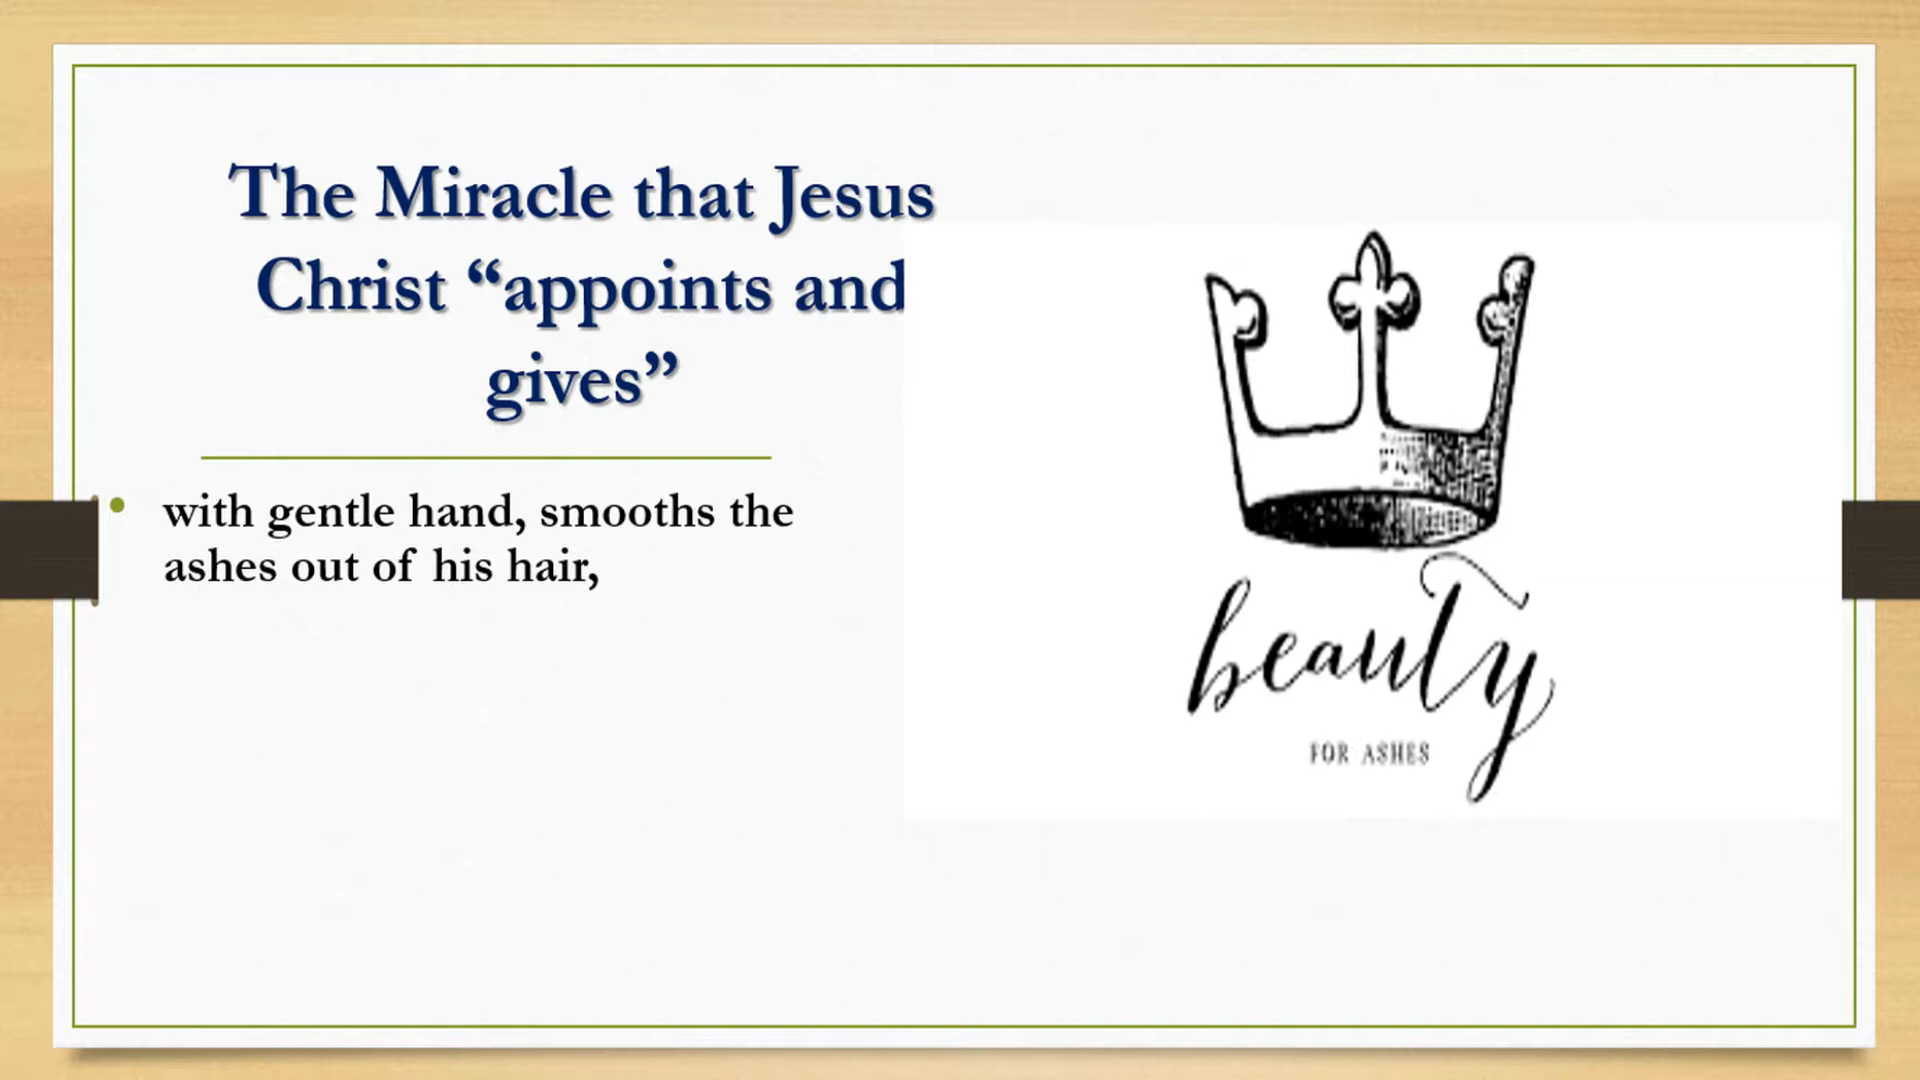 The Miracle that Jesus
Christ “appoints and
gives”
• with gentle hand, smooths the
ashes out of his hair,
beauty
FOR ASHES